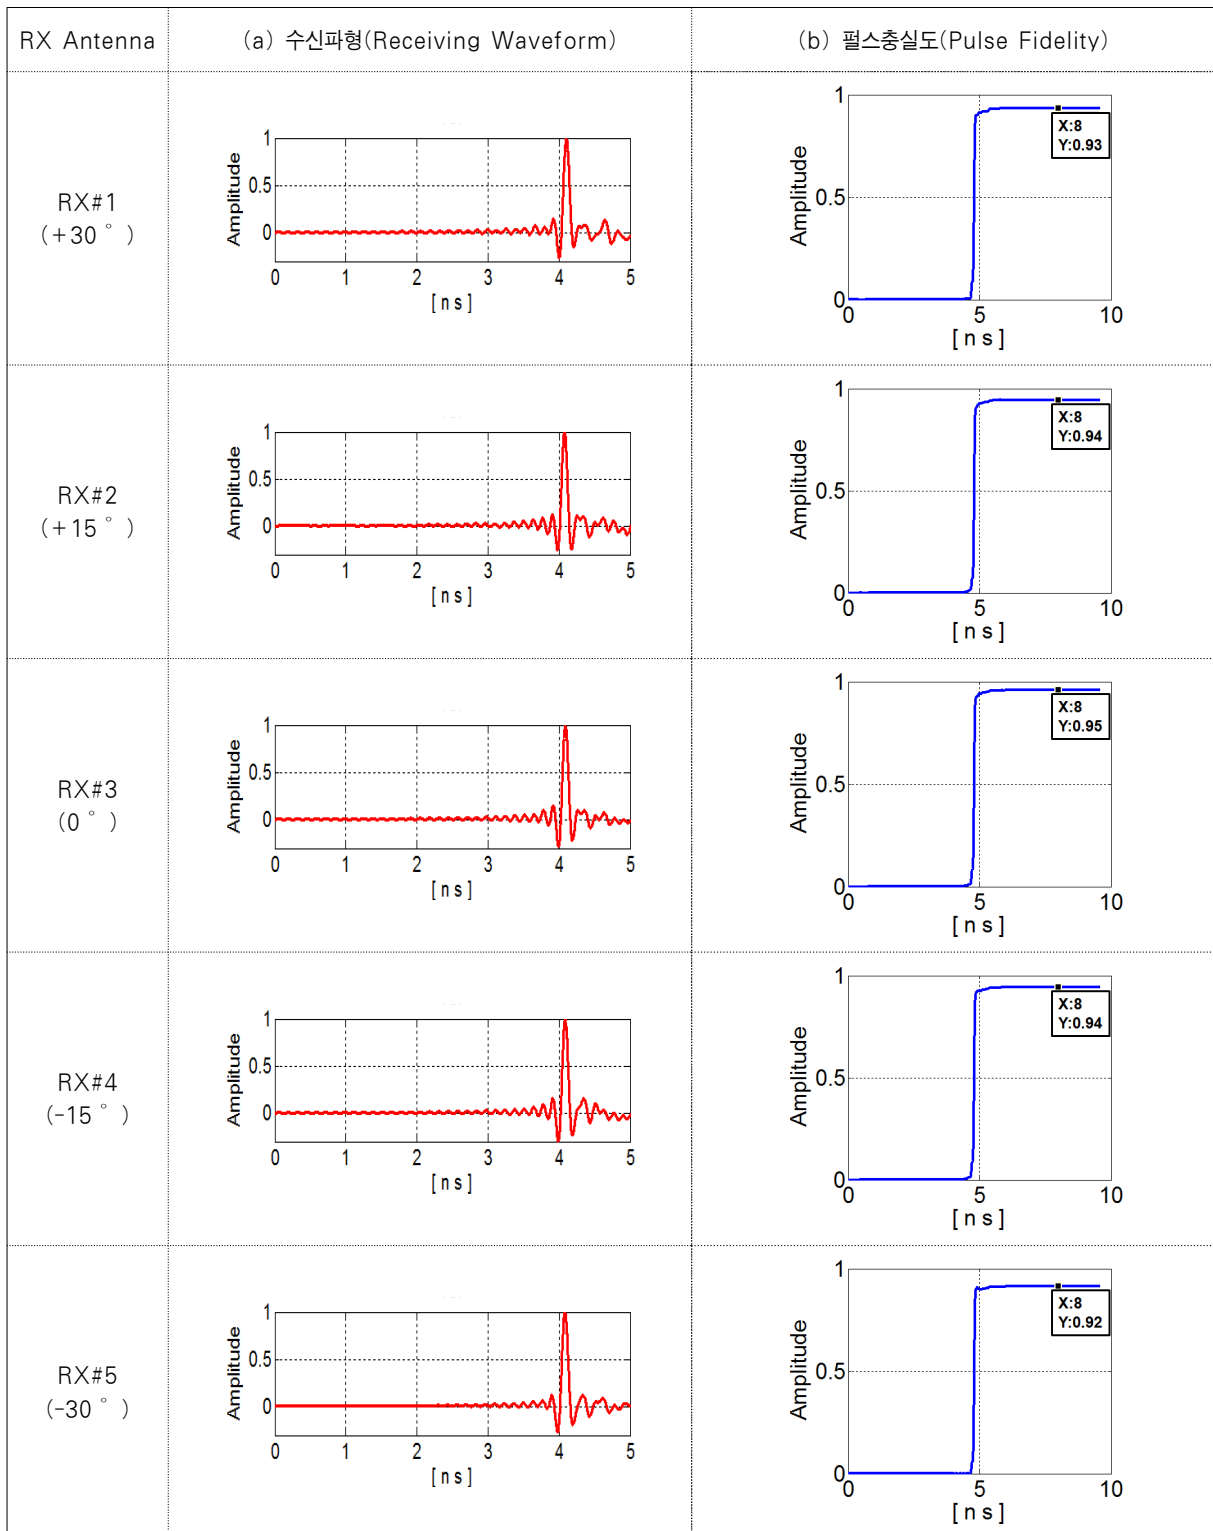 RX Antenna
(a) 수신파형(Receiving Waveform)
(b) 펄스충실도(Pulse Fidelity)
RX#1
(+30°)
Amplitude
1
0.5
0
0 1 2 3 4 5
[ns]
Amplitude
1
0.5
0
X:8
Y:0.93
0 5 10
[ns]
RX#2
(+15°)
Amplitude
1
0.5
0
0 1 2 3 4 5
[ns]
Amplitude
1
0.5
0
X:8
Y:0.94
0 5 10
[ns]
RX#3
(0°)
Amplitude
1
0.5
0
0 1 2 3 4 5
[ns]
Amplitude
1
0.5
0
X:8
Y:0.95
0 5 10
[ns]
RX#4
(-15°)
Amplitude
1
0.5
0
0 1 2 3 4 5
[ns]
Amplitude
1
0.5
0
X:8
Y:0.94
0 5 10
[ns]
RX#5
(-30°)
Amplitude
1
0.5
0
0 1 2 3 4 5
[ns]
Amplitude
1
0.5
0
X:8
Y:0.92
0 5 10
[ns]